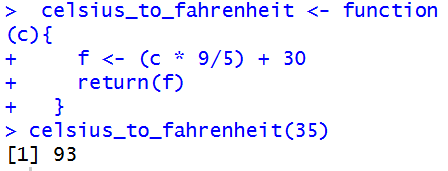 >  celsius_to_fahrenheit <- function
(c){
+     f <- (c * 9/5) + 30
+     return(f)
+   }
> celsius_to_fahrenheit(35)
[1] 93